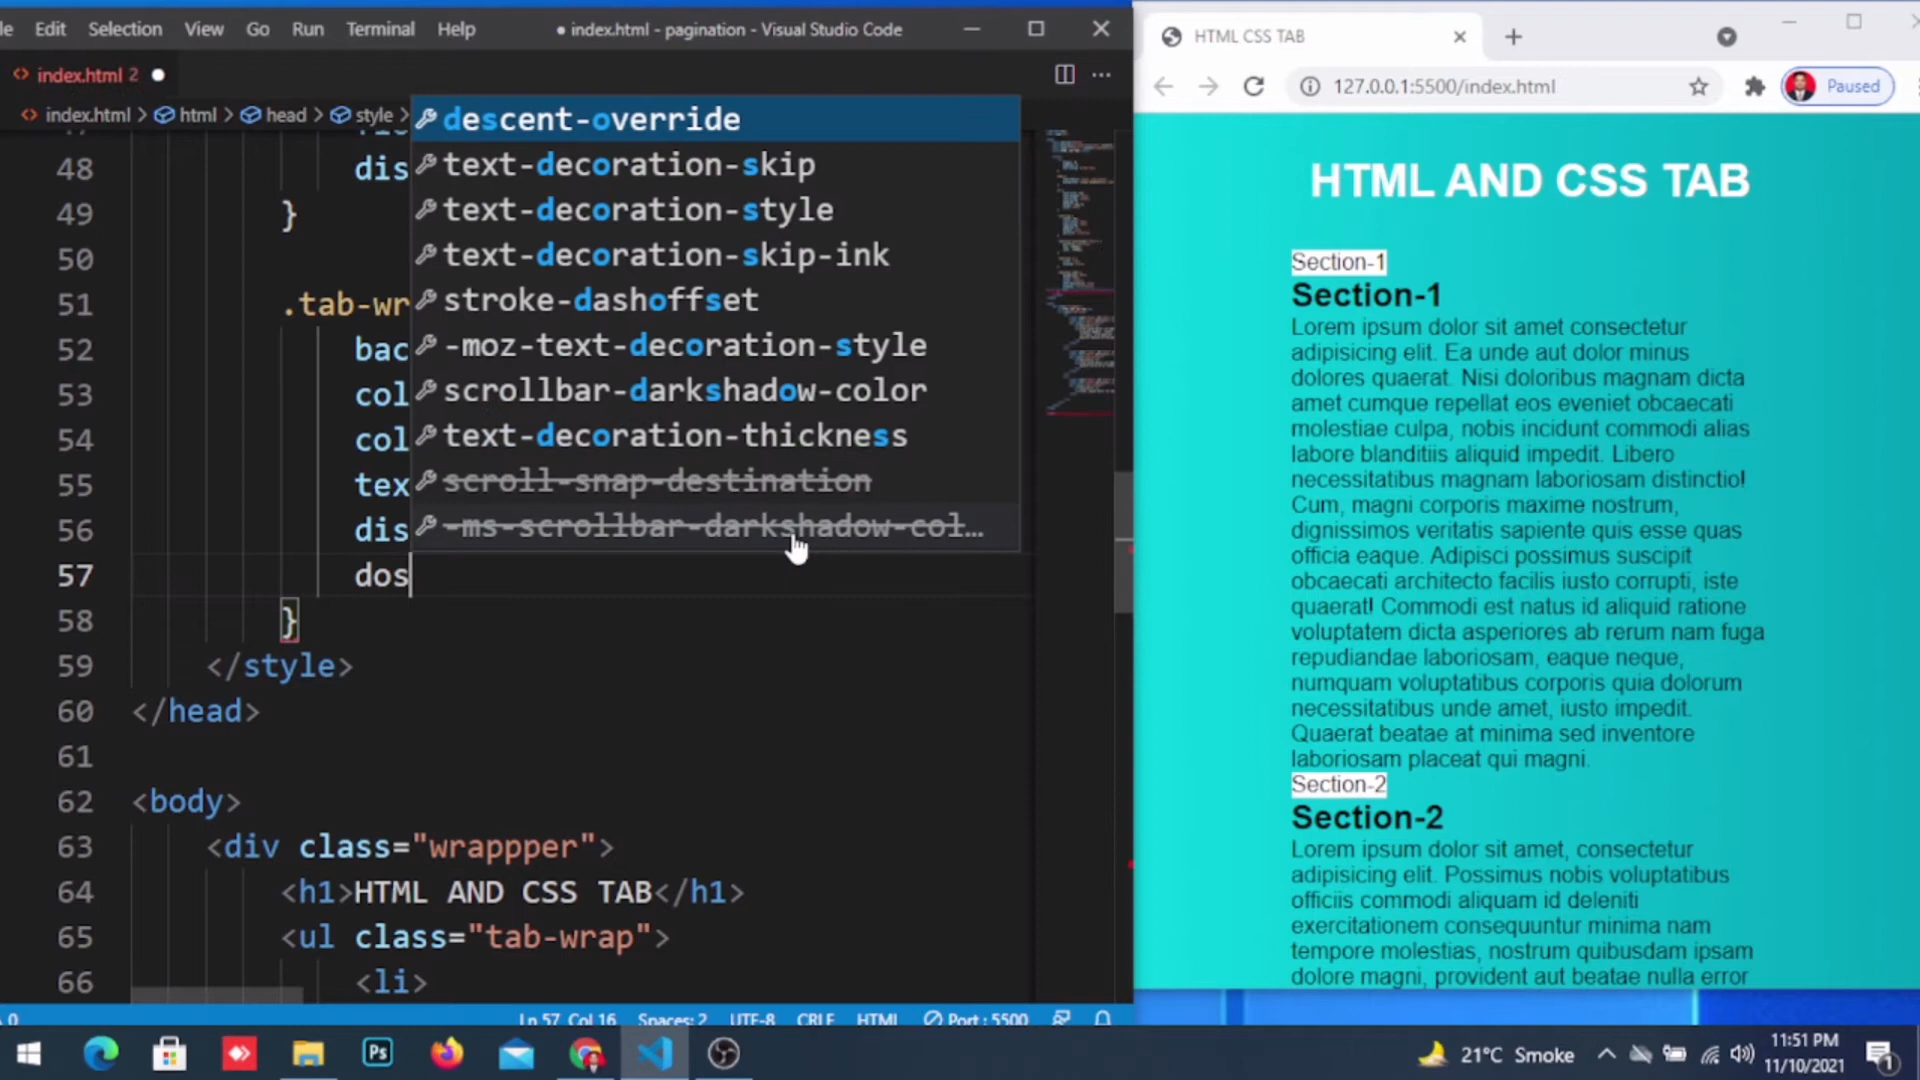 le Edit Selection View Go Run Terminal Help ● index.html - pagination - Visual Studio Code
index.html 2
index.html > html > head > style >
48 dis
49 }
50
51 .tab-wr
52 bac
53 col
54 col
55 tex
56 dis
57 dos
58 }
59 </style>
60 </head>
61
62 <body>
63 <div class="wrappper">
64 <h1>HTML AND CSS TAB</h1>
65 <ul class="tab-wrap">
66 <li>
descent-override
text-decoration-skip
text-decoration-style
text-decoration-skip-ink
stroke-dashoffset
-moz-text-decoration-style
scrollbar-darkshadow-color
text-decoration-thickness
scroll-snap-destination
-ms-scrollbar-darkshadow-col…
0 Ln 57, Col 16 Spaces: 2 UTF-8 CRLF HTML Port : 5500
HTML CSS TAB
127.0.0.1:5500/index.html Paused
HTML AND CSS TAB
Section-1
Section-1
Lorem ipsum dolor sit amet consectetur
adipisicing elit. Ea unde aut dolor minus
dolores quaerat. Nisi doloribus magnam dicta
amet cumque repellat eos eveniet obcaecati
molestiae culpa, nobis incidunt commodi alias
labore blanditiis aliquid impedit. Libero
necessitatibus magnam laboriosam distinctio!
Cum, magni corporis maxime nostrum,
dignissimos veritatis sapiente quis esse quas
officia eaque. Adipisci possimus suscipit
obcaecati architecto facilis iusto corrupti, iste
quaerat! Commodi est natus id aliquid ratione
voluptatem dicta asperiores ab rerum nam fuga
repudiandae laboriosam, eaque neque,
numquam voluptatibus corporis quia dolorum
necessitatibus unde amet, iusto impedit.
Quaerat beatae at minima sed inventore
laboriosam placeat qui magni.
Section-2
Section-2
Lorem ipsum dolor sit amet, consectetur
adipisicing elit. Possimus nobis voluptatibus
officiis commodi aliquam id deleniti
exercitationem consequuntur minima nam
tempore molestias, nostrum quibusdam ipsam
dolore magni, provident aut beatae nulla error
Ps
21°C Smoke
11:51 PM
11/10/2021
1